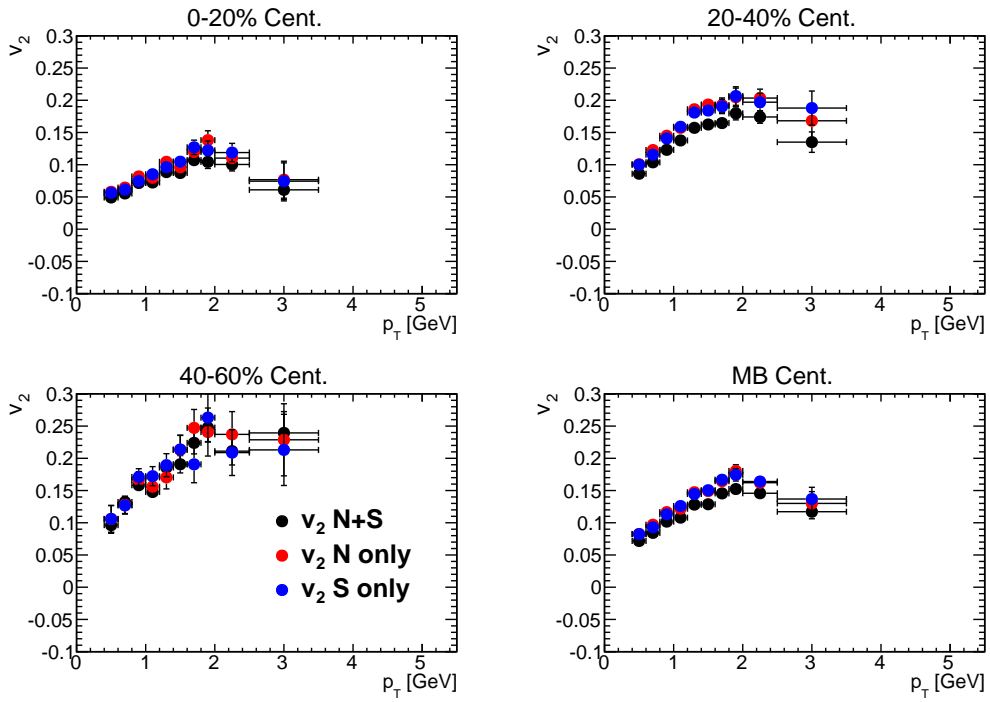 0-20% Cent.
v2
0.3
0.25
0.2
0.15
0.1
0.05
0
-0.05
-0.1
0 1 2 3 4 5
pT [GeV]
20-40% Cent.
v2
0.3
0.25
0.2
0.15
0.1
0.05
0
-0.05
-0.1
0 1 2 3 4 5
pT [GeV]
40-60% Cent.
v2
0.3
0.25
0.2
0.15
0.1
0.05
0
-0.05
-0.1
0 1 2 3 4 5
pT [GeV]
v2 N+S
v2 N only
v2 S only
MB Cent.
v2
0.3
0.25
0.2
0.15
0.1
0.05
0
-0.05
-0.1
0 1 2 3 4 5
pT [GeV]